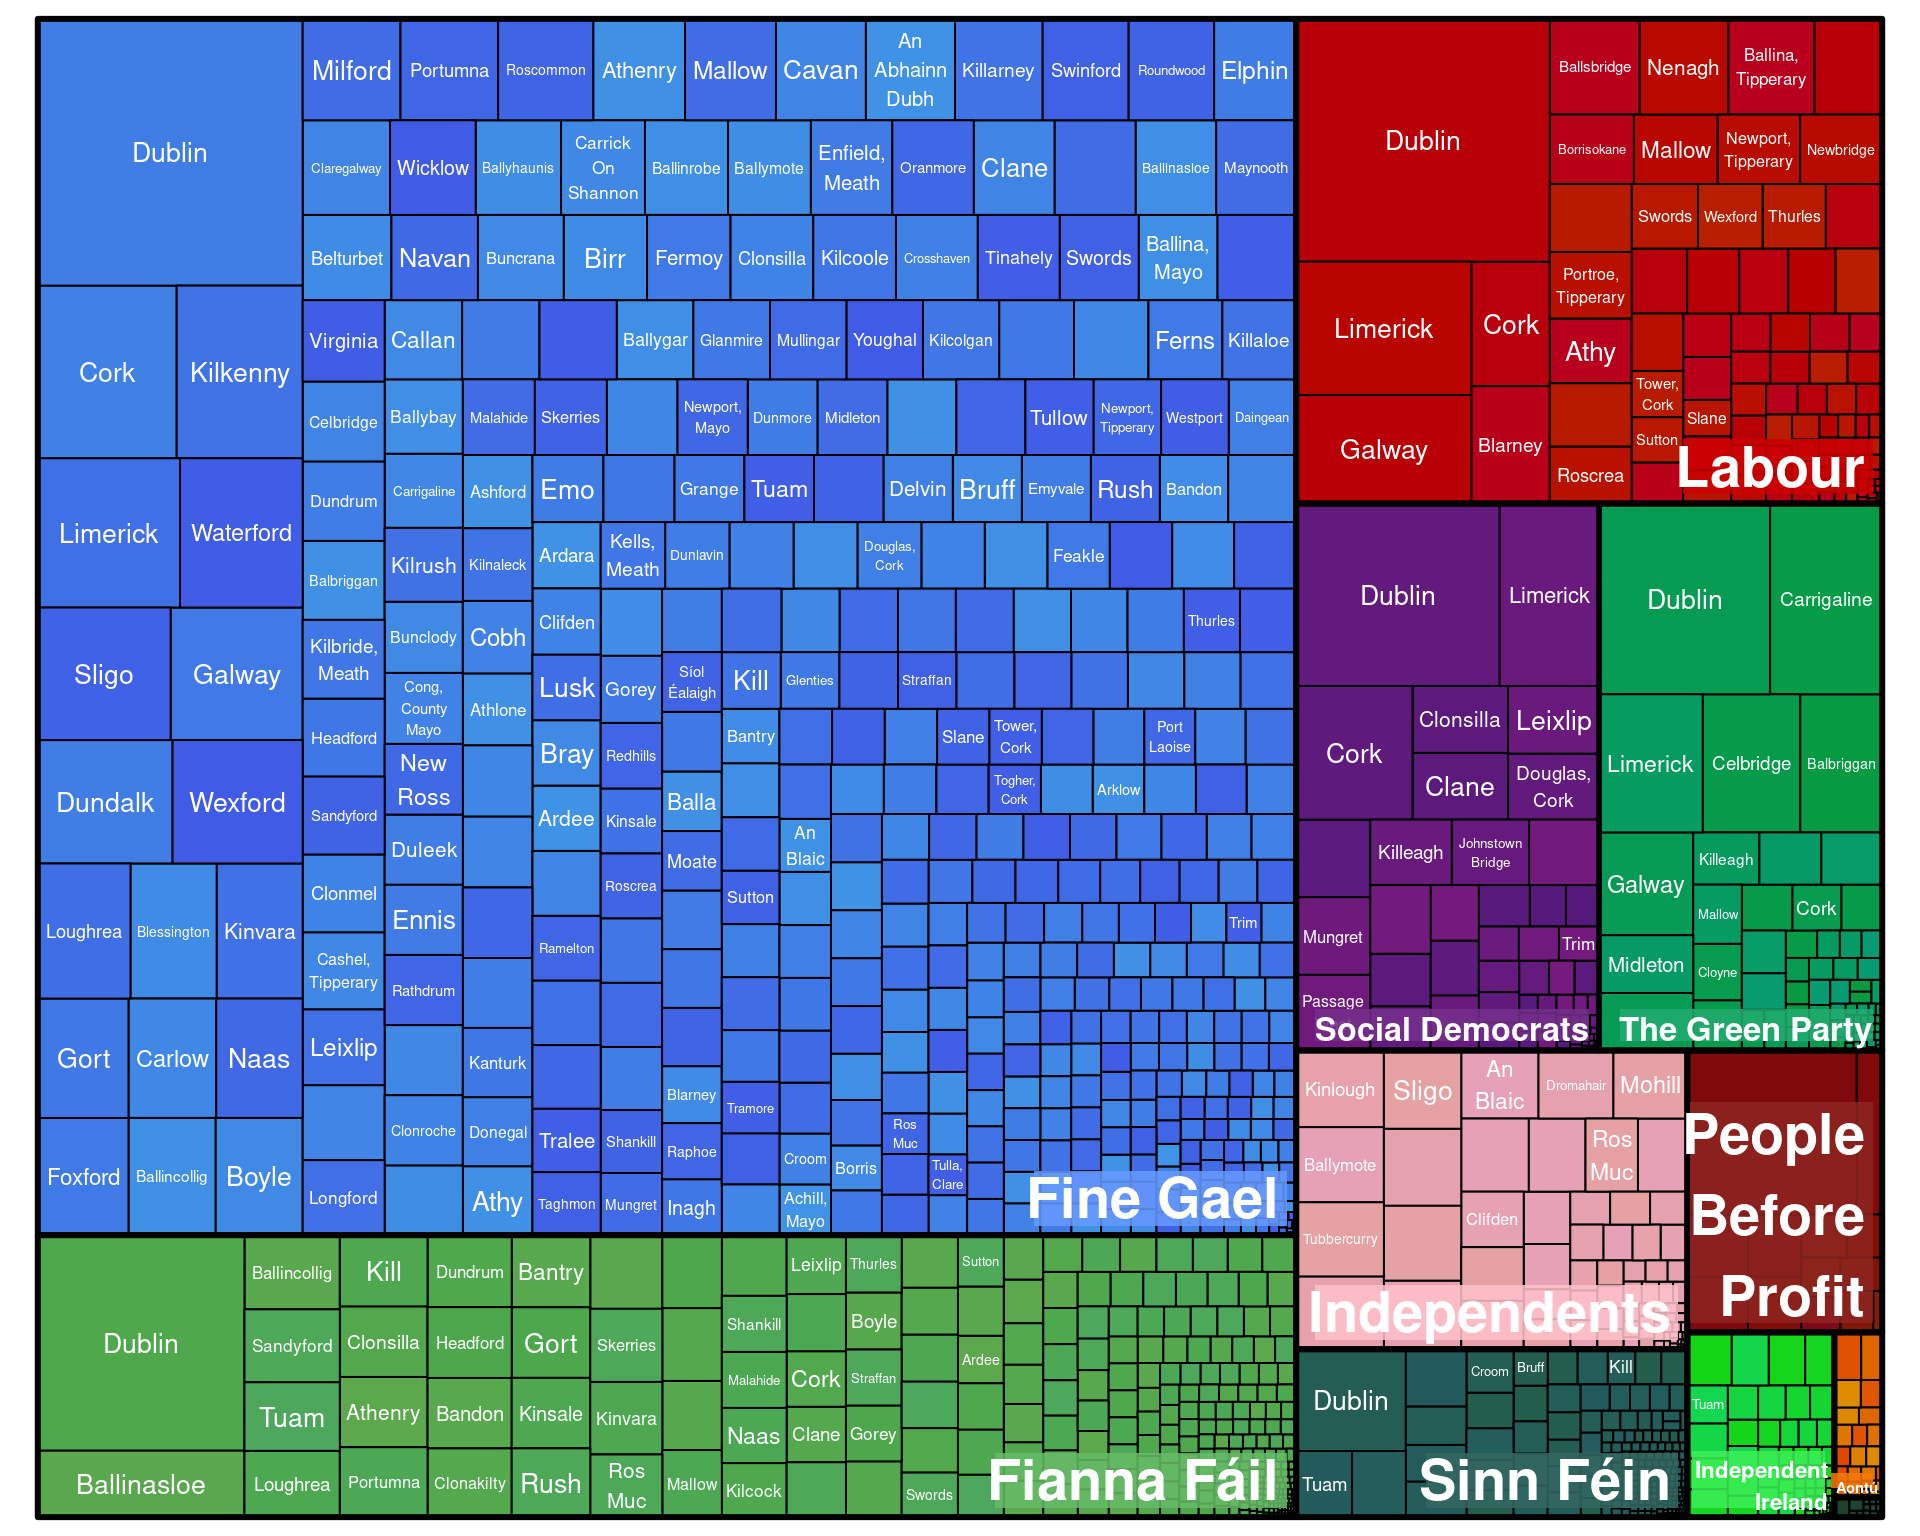 Dublin
Milford
Portumna
Roscommon
Athenry
Mallow
Cavan
An
Abhainn
Dubh
Killarney
Swinford
Roundwood
Elphin
Claregalway
Wicklow
Ballyhaunis
Carrick
On
Shannon
Ballinrobe
Ballymote
Enfield,
Meath
Oranmore
Clane
Ballinasloe
Maynooth
Belturbet
Navan
Buncrana
Birr
Fermoy
Clonsilla
Kilcoole
Crosshaven
Tinahely
Swords
Ballina,
Mayo
Cork
Kilkenny
Virginia
Callan
Ballygar
Glanmire
Mullingar
Youghal
Kilcolgan
Ferns
Killaloe
Celbridge
Ballybay
Malahide
Skerries
Newport,
Mayo
Dunmore
Midleton
Tullow
Newport,
Tipperary
Westport
Daingean
Limerick
Waterford
Dundrum
Carrigaline
Ashford
Emo
Grange
Tuam
Delvin
Bruff
Emyvale
Rush
Bandon
Balbriggan
Kilrush
Kilnaleck
Ardara
Kells,
Meath
Dunlavin
Douglas,
Cork
Feakle
Sligo
Galway
Kilbride,
Meath
Bunclody
Cobh
Clifden
Thurles
Cong,
County
Mayo
Athlone
Lusk
Gorey
Síol
Éalaigh
Kill
Glenties
Straffan
Headford
New
Ross
Bray
Redhills
Bantry
Slane
Tower,
Cork
Port
Laoise
Dundalk
Wexford
Sandyford
Duleek
Ardee
Kinsale
Balla
Togher,
Cork
Arklow
Loughrea
Blessington
Kinvara
Clonmel
Ennis
Roscrea
Moate
An
Blaic
Sutton
Trim
Cashel,
Tipperary
Rathdrum
Ramelton
Gort
Carlow
Naas
Leixlip
Kanturk
Blarney
Tramore
Foxford
Ballincollig
Boyle
Longford
Clonroche
Donegal
Athy
Tralee
Taghmon
Shankill
Mungret
Raphoe
Inagh
Croom
Achill,
Mayo
Borris
Ros
Muc
Tulla,
Clare
Fine Gael
Dublin
Ballinasloe
Ballincollig
Sandyford
Tuam
Loughrea
Kill
Clonsilla
Athenry
Portumna
Dundrum
Headford
Bandon
Clonakilty
Bantry
Gort
Kinsale
Rush
Skerries
Kinvara
Ros
Muc
Mallow
Shankill
Malahide
Naas
Kilcock
Leixlip
Cork
Clane
Thurles
Boyle
Straffan
Gorey
Swords
Sutton
Ardee
Fianna Fáil
Dublin
Limerick
Galway
Cork
Blarney
Ballsbridge
Nenagh
Ballina,
Tipperary
Borrisokane
Mallow
Newport,
Tipperary
Newbridge
Swords
Wexford
Thurles
Portroe,
Tipperary
Athy
Roscrea
Tower,
Cork
Sutton
Slane
Labour
Dublin
Limerick
Cork
Clonsilla
Leixlip
Clane
Douglas,
Cork
Killeagh
Johnstown
Bridge
Mungret
Trim
Passage
Social Democrats
Dublin
Carrigaline
Limerick
Celbridge
Balbriggan
Galway
Killeagh
Mallow
Cork
Midleton
Cloyne
The Green Party
Kinlough
Sligo
An
Blaic
Dromahair
Mohill
Ballymote
Ros
Muc
Tubbercurry
Clifden
Independents
People
Before
Profit
Dublin
Tuam
Croom
Bruff
Kill
Sinn Féin
Tuam
Independent
Ireland
Aontú